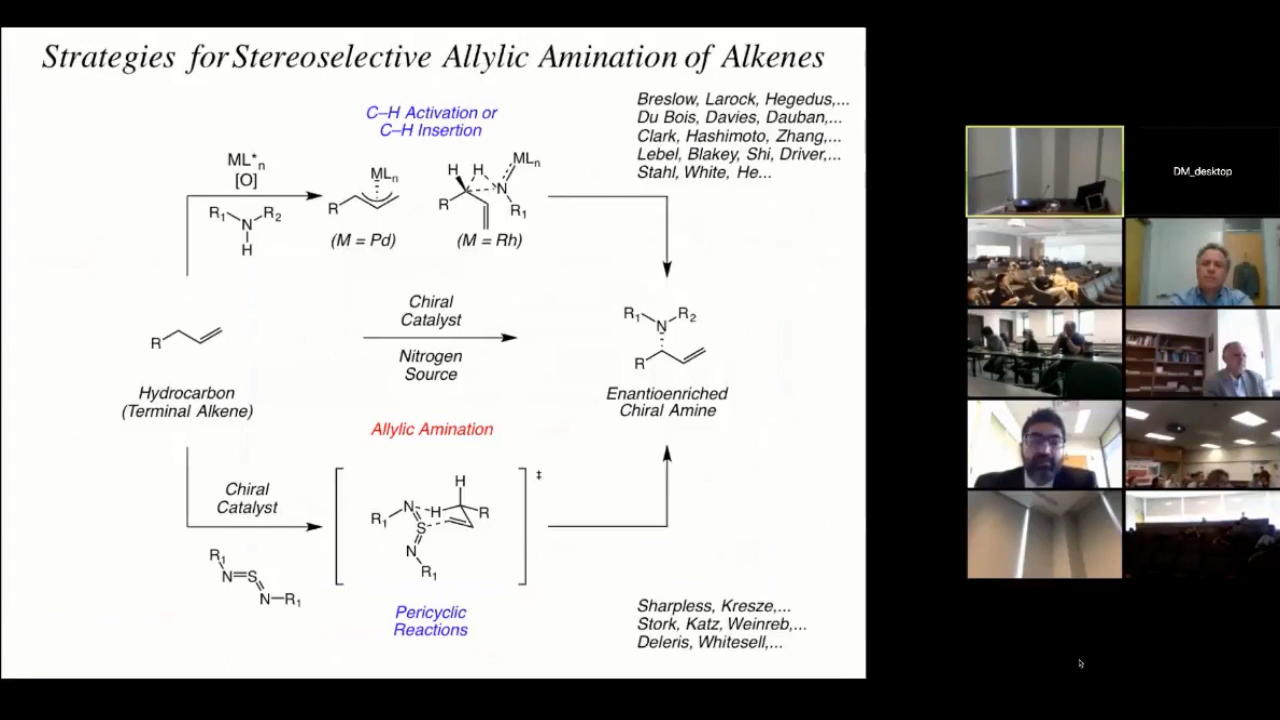 Strategies for Stereoselective Allylic Amination of Alkenes
C–H Activation or
C–H Insertion
Breslow, Larock, Hegedus,...
Du Bois, Davies, Dauban,...
Clark, Hashimoto, Zhang,...
Lebel, Blakey, Shi, Driver,...
Stahl, White, He...
ML*n
[O]
R1 N R2
H
MLn
R
(M = Pd)
H H MLn
R N
R1
(M = Rh)
DM_desktop
Chiral
Catalyst
Nitrogen
Source
R
Hydrocarbon
(Terminal Alkene)
R1 N R2
R
Enantioenriched
Chiral Amine
Allylic Amination
Chiral
Catalyst
R1
N=S
N–R1
H
R1 N H R
S
N
R1
‡
Pericyclic
Reactions
Sharpless, Kresze,...
Stork, Katz, Weinreb,...
Deleris, Whitesell,...